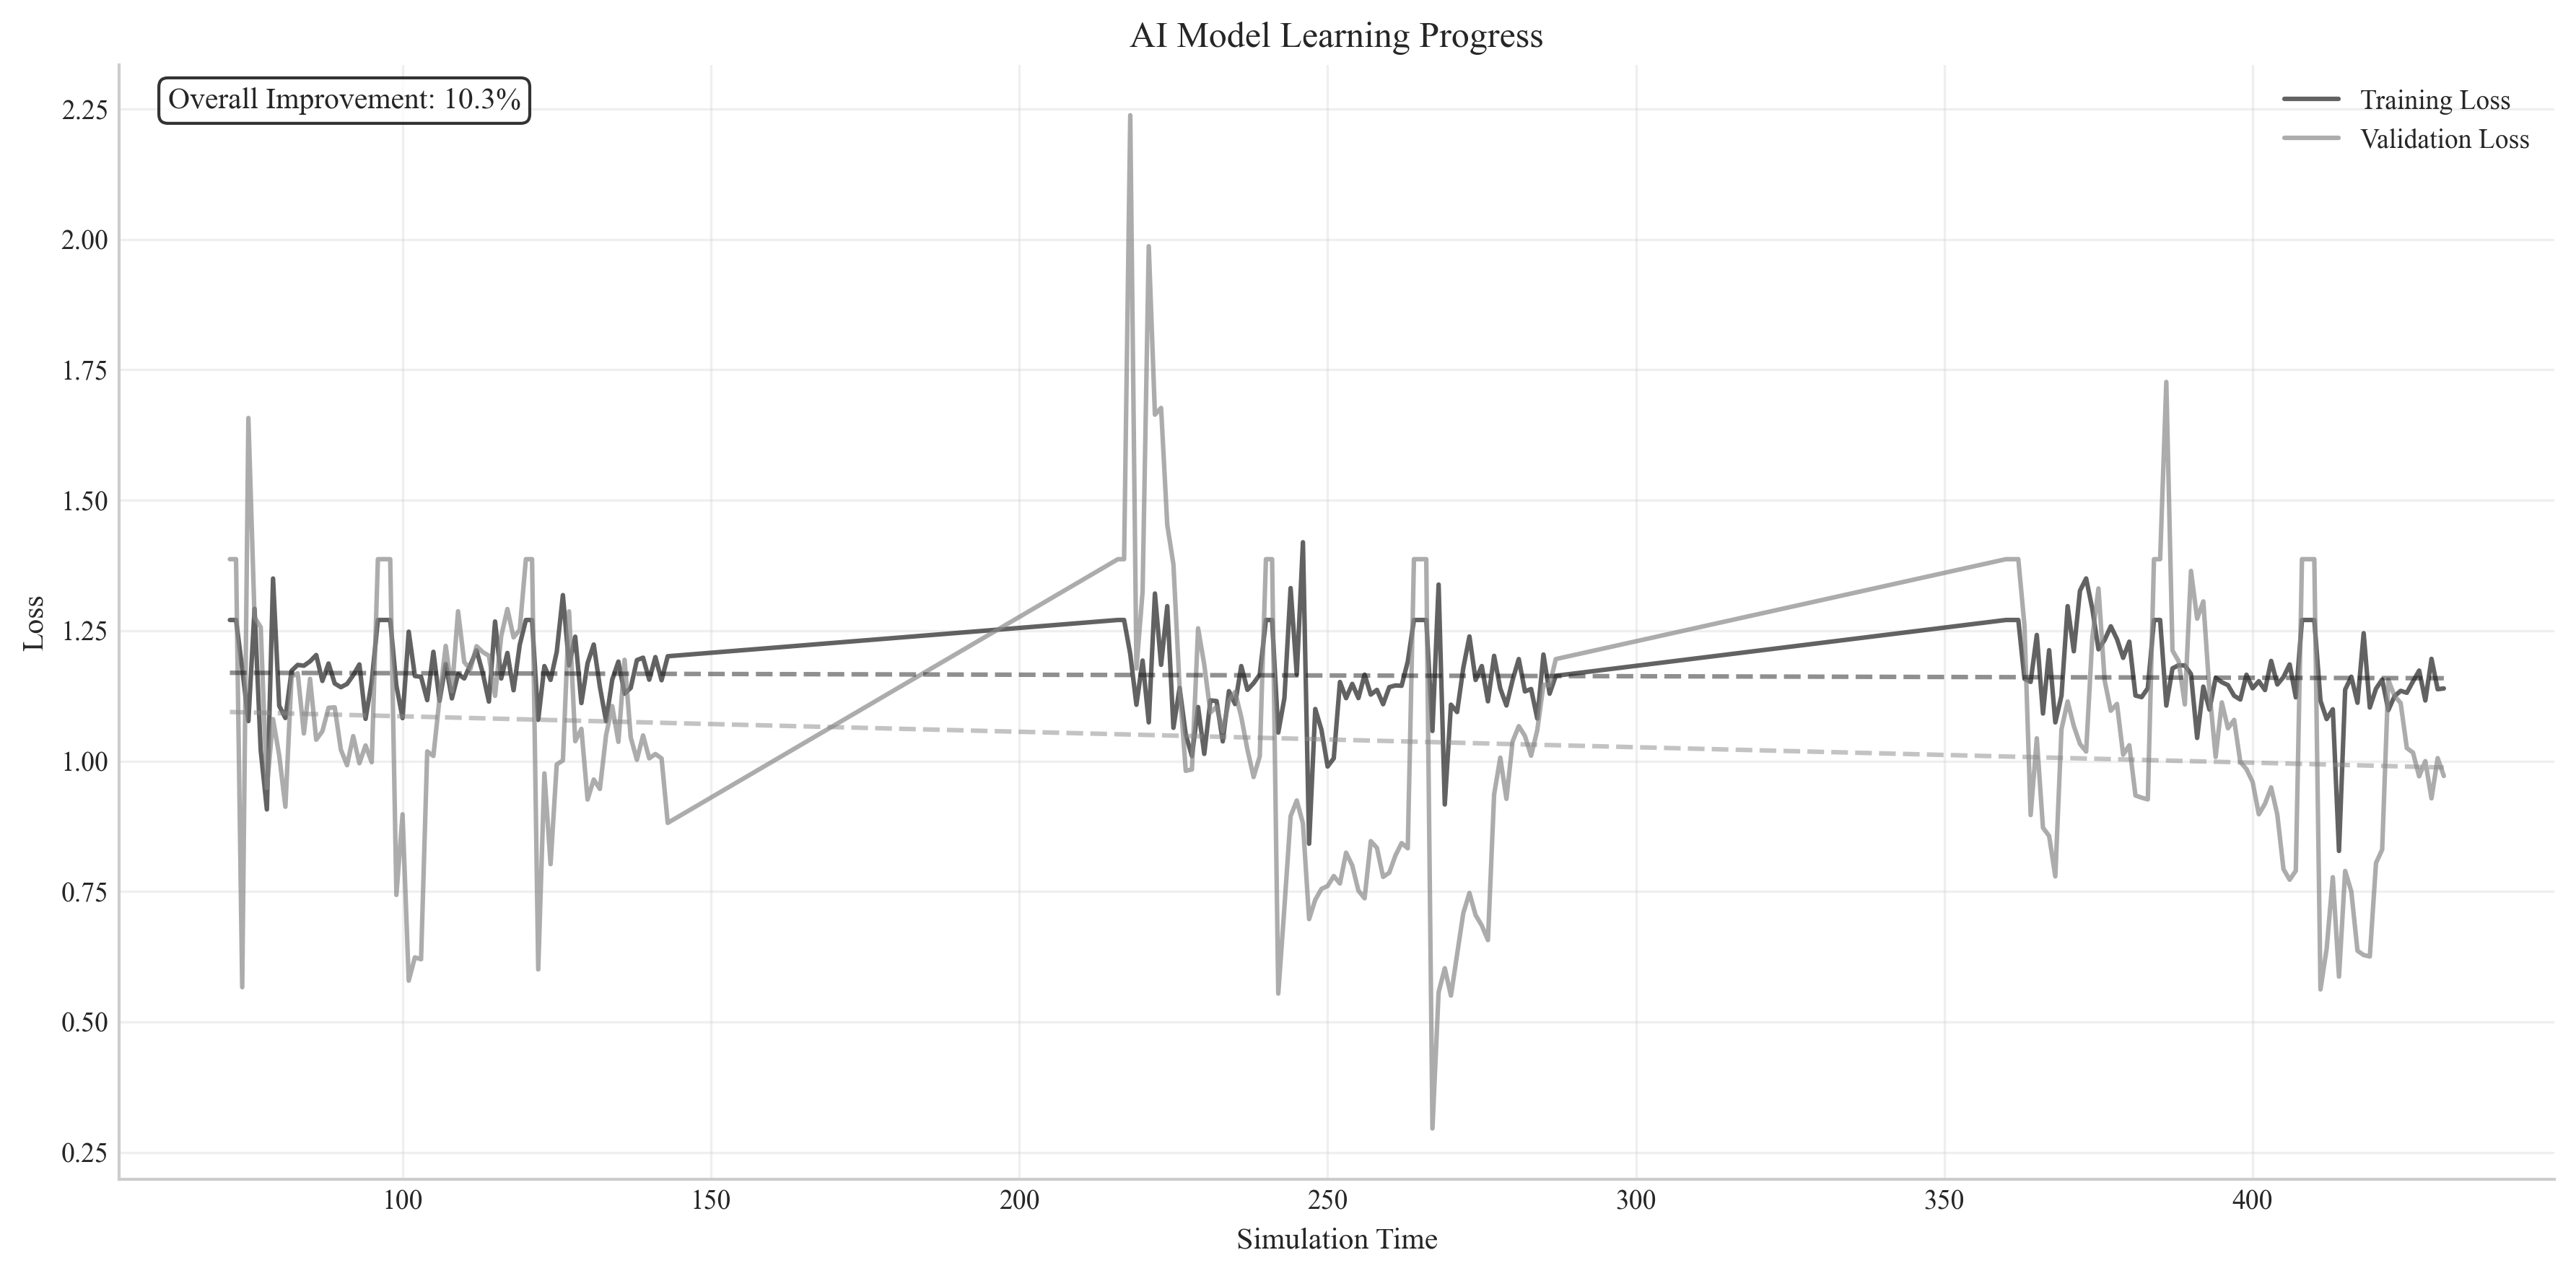 AI Model Learning Progress
Overall Improvement: 10.3%
Training Loss
Validation Loss
Loss
2.25
2.00
1.75
1.50
1.25
1.00
0.75
0.50
0.25
100 150 200 250 300 350 400
Simulation Time